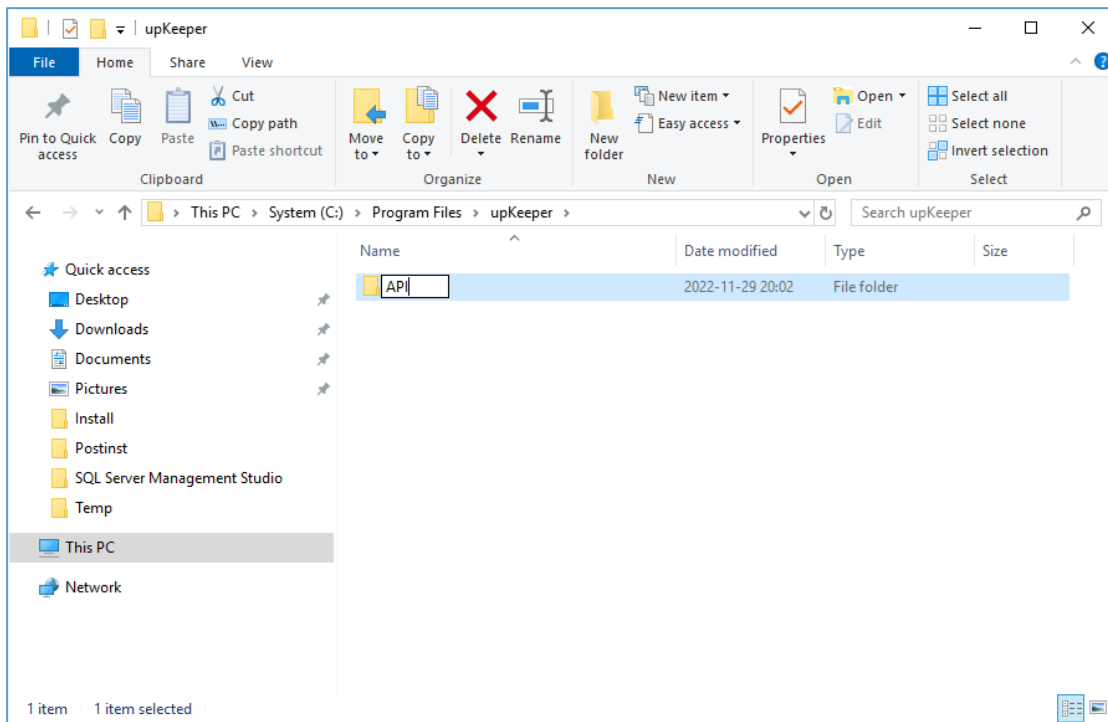 upKeeper
File Home Share View
Pin to Quick access
Copy
Paste
Cut
Copy path
Paste shortcut
Clipboard
Move to
Copy to
Delete
Rename
Organize
New folder
New item
Easy access
New
Properties
Open
Edit
Open
Select all
Select none
Invert selection
Select
This PC > System (C:) > Program Files > upKeeper >
Search upKeeper
Name Date modified Type Size
API 2022-11-29 20:02 File folder
Quick access
Desktop
Downloads
Documents
Pictures
Install
Postinst
SQL Server Management Studio
Temp
This PC
Network
1 item 1 item selected